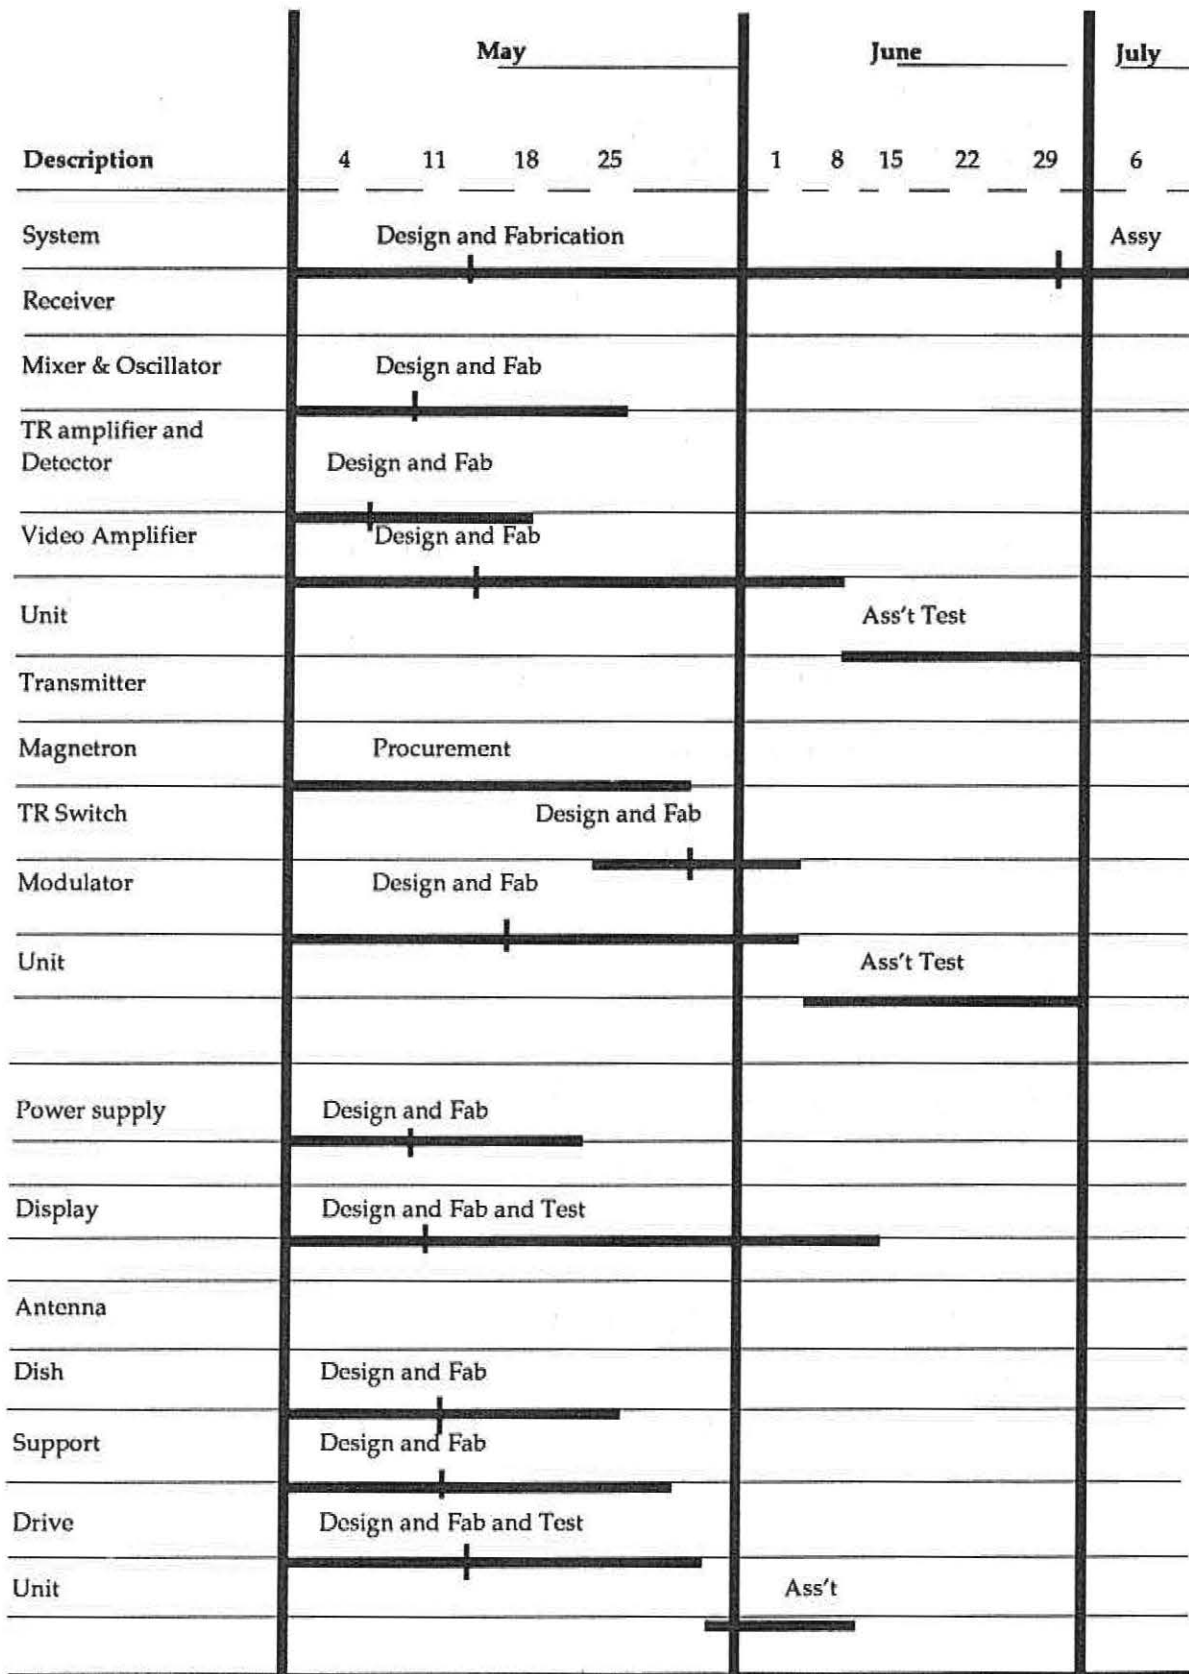 May June July
Description 4 11 18 25 1 8 15 22 29 6
System Design and Fabrication Assy
Receiver
Mixer & Oscillator Design and Fab
TR amplifier and
Detector Design and Fab
Video Amplifier Design and Fab
Unit Ass't Test
Transmitter
Magnetron Procurement
TR Switch Design and Fab
Modulator Design and Fab
Unit Ass't Test
Power supply Design and Fab
Display Design and Fab and Test
Antenna
Dish Design and Fab
Support Design and Fab
Drive Design and Fab and Test
Unit Ass't